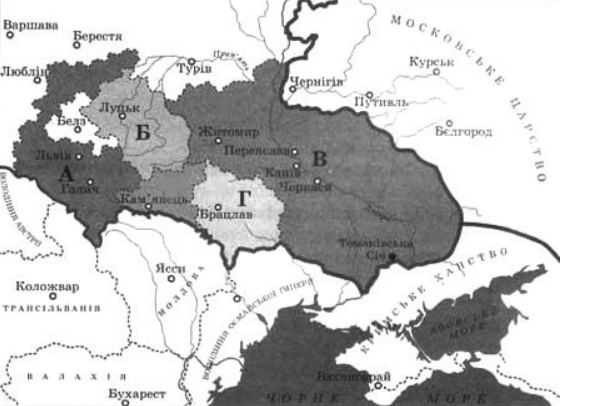 Варшава
Берестя
Люблін
Турів
Прип'ять
Чернігів
Курськ
Путивль
Бєлгород
МОСКОВСЬКЕ ЦАРСТВО
Белз
Луцьк
Б
Житомир
Переяслав
В
Канів
Черкаси
Львів
А
Галич
Кам'янець
Г
Брацлав
Томаківська
Січ
Ясси
МОЛДОВА
Коложвар
ТРАНСІЛЬВАНІЯ
ВОЛОДІННЯ ОСМАНСЬКОЇ ІМПЕРІЇ
КРИМСЬКЕ ХАНСТВО
АЗОВСЬКЕ
МОРЕ
ВАЛАХІЯ
Бухарест
Бахчисарай
ЧОРНЕ МОРЕ